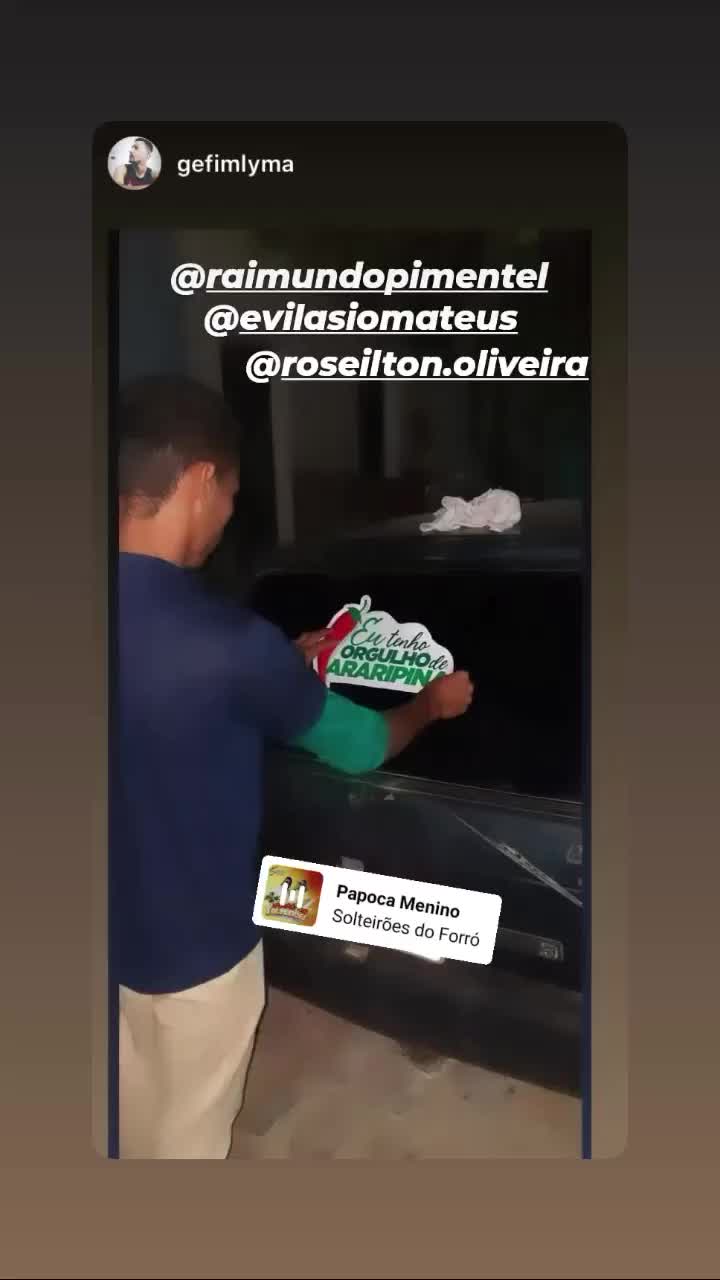 gefimlyma
@raimundopimentel
@evilasiomateus
@roseilton.oliveira
Eu tenho
ORGULHO de
ARARIPINA
Papoca Menino
Solteirões do Forró